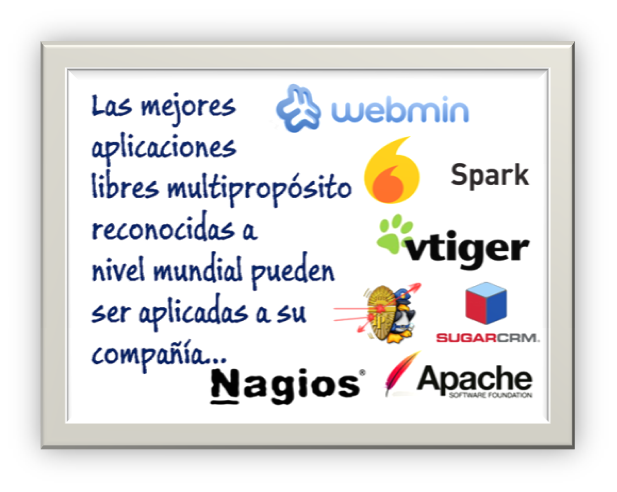 Las mejores
aplicaciones
libres multipropósito
reconocidas a
nivel mundial pueden
ser aplicadas a su
compañía...
webmin
Spark
vtiger
SUGARCRM.
Nagios®
Apache
SOFTWARE FOUNDATION